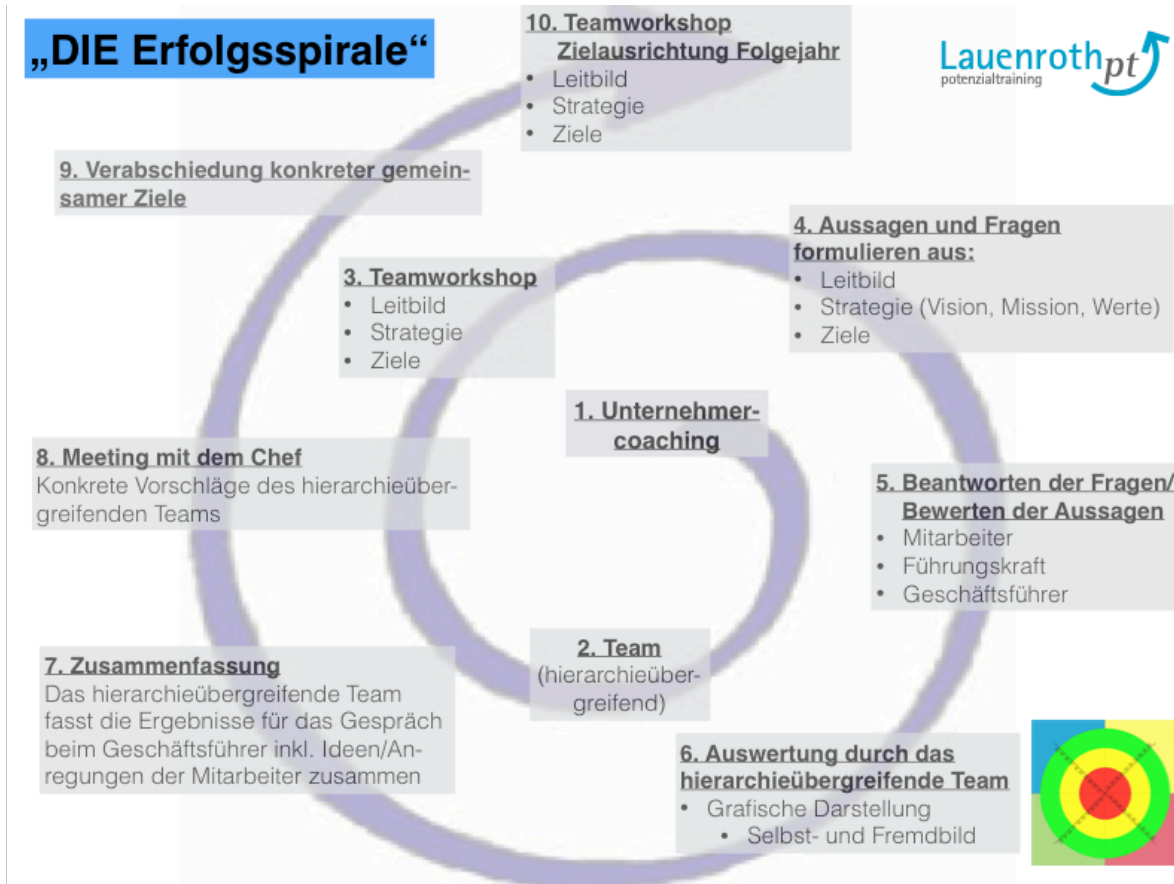 „DIE Erfolgsspirale“
Lauenroth pt
potenzialtraining
10. Teamworkshop
Zielausrichtung Folgejahr
• Leitbild
• Strategie
• Ziele
9. Verabschiedung konkreter gemein-
samer Ziele
4. Aussagen und Fragen
formulieren aus:
• Leitbild
• Strategie (Vision, Mission, Werte)
• Ziele
3. Teamworkshop
• Leitbild
• Strategie
• Ziele
1. Unternehmer-
coaching
8. Meeting mit dem Chef
Konkrete Vorschläge des hierarchieüber-
greifenden Teams
5. Beantworten der Fragen/
Bewerten der Aussagen
• Mitarbeiter
• Führungskraft
• Geschäftsführer
2. Team
(hierarchieüber-
greifend)
7. Zusammenfassung
Das hierarchieübergreifende Team
fasst die Ergebnisse für das Gespräch
beim Geschäftsführer inkl. Ideen/An-
regungen der Mitarbeiter zusammen
6. Auswertung durch das
hierarchieübergreifende Team
• Grafische Darstellung
• Selbst- und Fremdbild